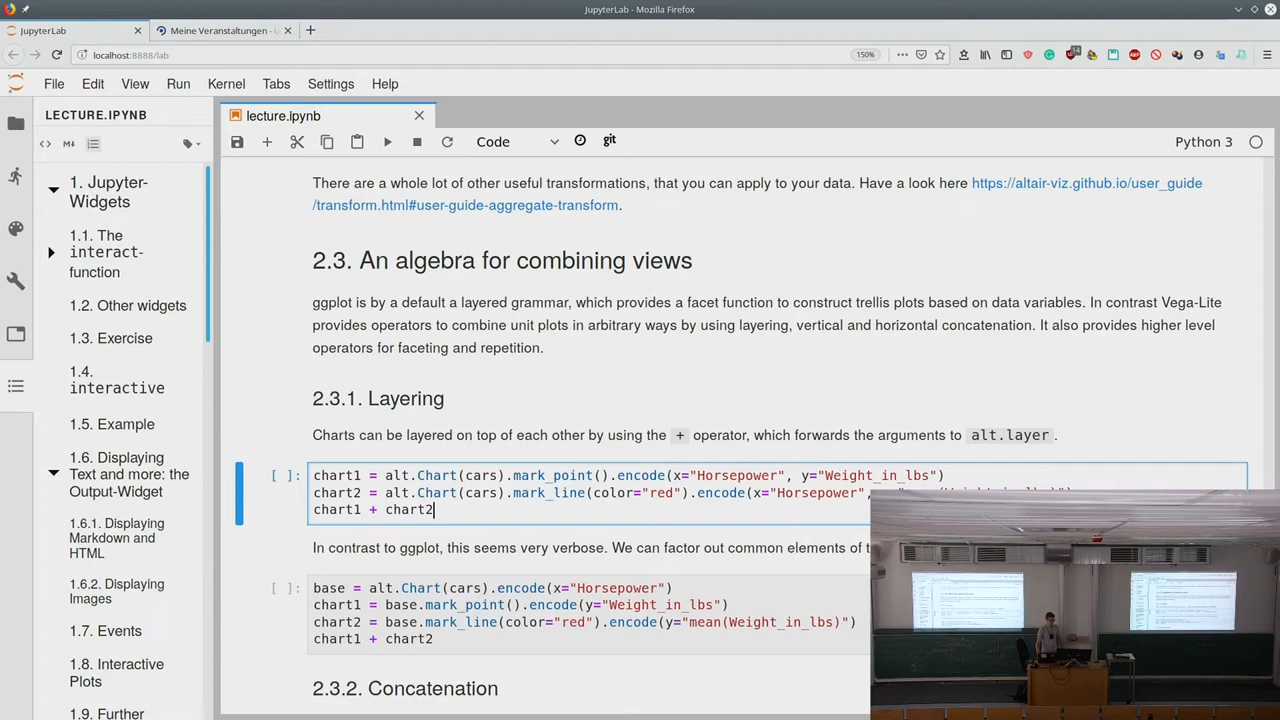 JupyterLab - Mozilla Firefox
JupyterLab
Meine Veranstaltungen - U
localhost:8888/lab
150%
14
File Edit View Run Kernel Tabs Settings Help
LECTURE.IPYNB
lecture.ipynb
Code
git
Python 3
1. Jupyter-
Widgets
1.1. The
interact-
function
1.2. Other widgets
1.3. Exercise
1.4.
interactive
1.5. Example
1.6. Displaying
Text and more: the
Output-Widget
1.6.1. Displaying
Markdown and
HTML
1.6.2. Displaying
Images
1.7. Events
1.8. Interactive
Plots
1.9. Further
There are a whole lot of other useful transformations, that you can apply to your data. Have a look here https://altair-viz.github.io/user_guide
/transform.html#user-guide-aggregate-transform.
2.3. An algebra for combining views
ggplot is by a default a layered grammar, which provides a facet function to construct trellis plots based on data variables. In contrast Vega-Lite
provides operators to combine unit plots in arbitrary ways by using layering, vertical and horizontal concatenation. It also provides higher level
operators for faceting and repetition.
2.3.1. Layering
Charts can be layered on top of each other by using the + operator, which forwards the arguments to alt.layer.
[ ]: chart1 = alt.Chart(cars).mark_point().encode(x="Horsepower", y="Weight_in_lbs")
chart2 = alt.Chart(cars).mark_line(color="red").encode(x="Horsepower",
chart1 + chart2
In contrast to ggplot, this seems very verbose. We can factor out common elements of
[ ]: base = alt.Chart(cars).encode(x="Horsepower")
chart1 = base.mark_point().encode(y="Weight_in_lbs")
chart2 = base.mark_line(color="red").encode(y="mean(Weight_in_lbs)")
chart1 + chart2
2.3.2. Concatenation